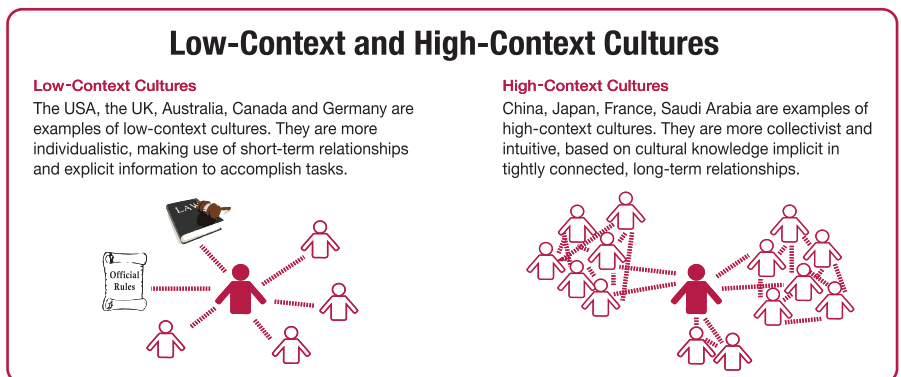 Low-Context and High-Context Cultures
Low-Context Cultures
The USA, the UK, Australia, Canada and Germany are
examples of low-context cultures. They are more
individualistic, making use of short-term relationships
and explicit information to accomplish tasks.
High-Context Cultures
China, Japan, France, Saudi Arabia are examples of
high-context cultures. They are more collectivist and
intuitive, based on cultural knowledge implicit in
tightly connected, long-term relationships.
LAW
Official
Rules